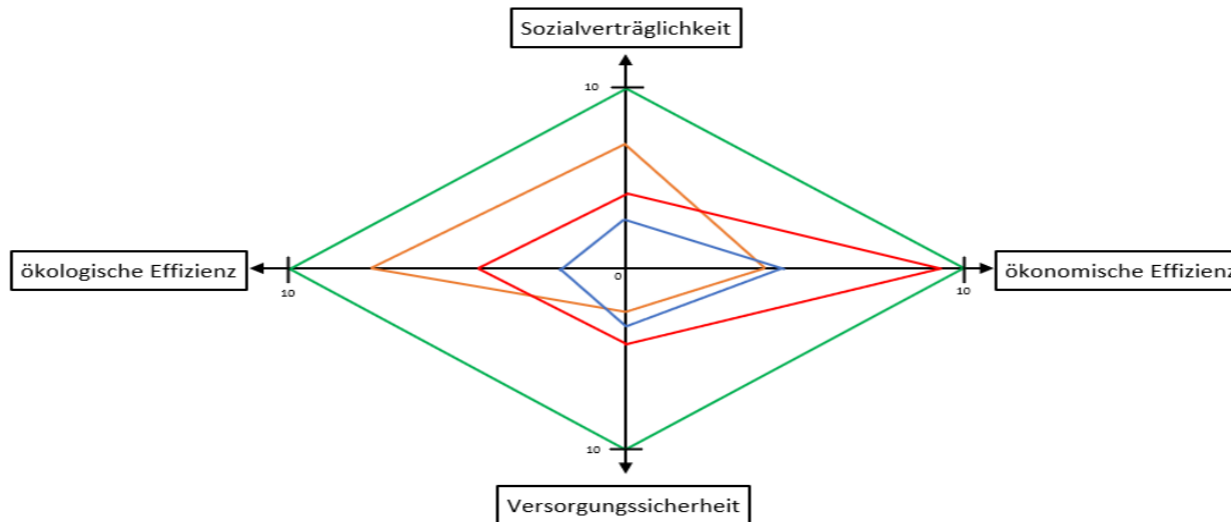 Sozialverträglichkeit
10
ökologische Effizienz
0
ökonomische Effizienz
10
10
10
Versorgungssicherheit